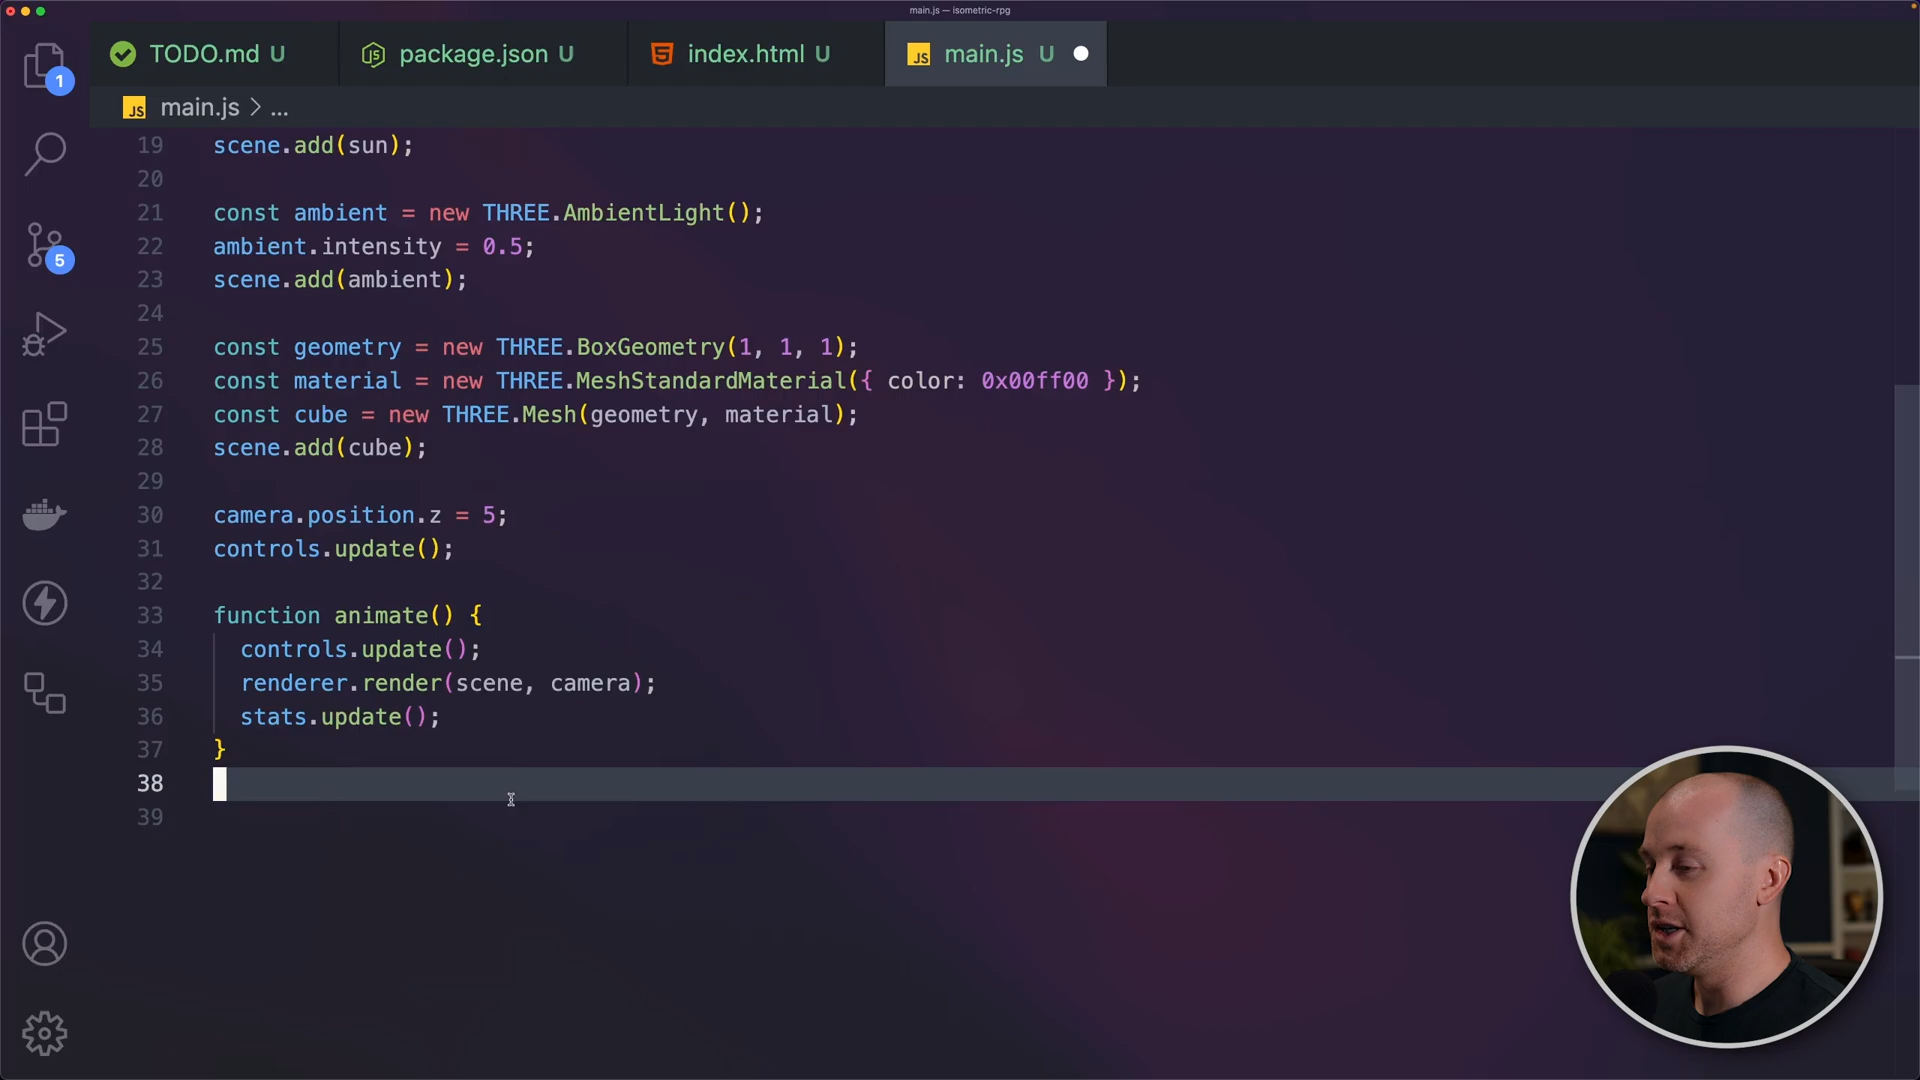 main.js — isometric-rpg
TODO.md U
package.json U
index.html U
main.js U
main.js > ...
1
5
19 scene.add(sun);
20
21 const ambient = new THREE.AmbientLight();
22 ambient.intensity = 0.5;
23 scene.add(ambient);
24
25 const geometry = new THREE.BoxGeometry(1, 1, 1);
26 const material = new THREE.MeshStandardMaterial({ color: 0x00ff00 });
27 const cube = new THREE.Mesh(geometry, material);
28 scene.add(cube);
29
30 camera.position.z = 5;
31 controls.update();
32
33 function animate() {
34 controls.update();
35 renderer.render(scene, camera);
36 stats.update();
37 }
38
39